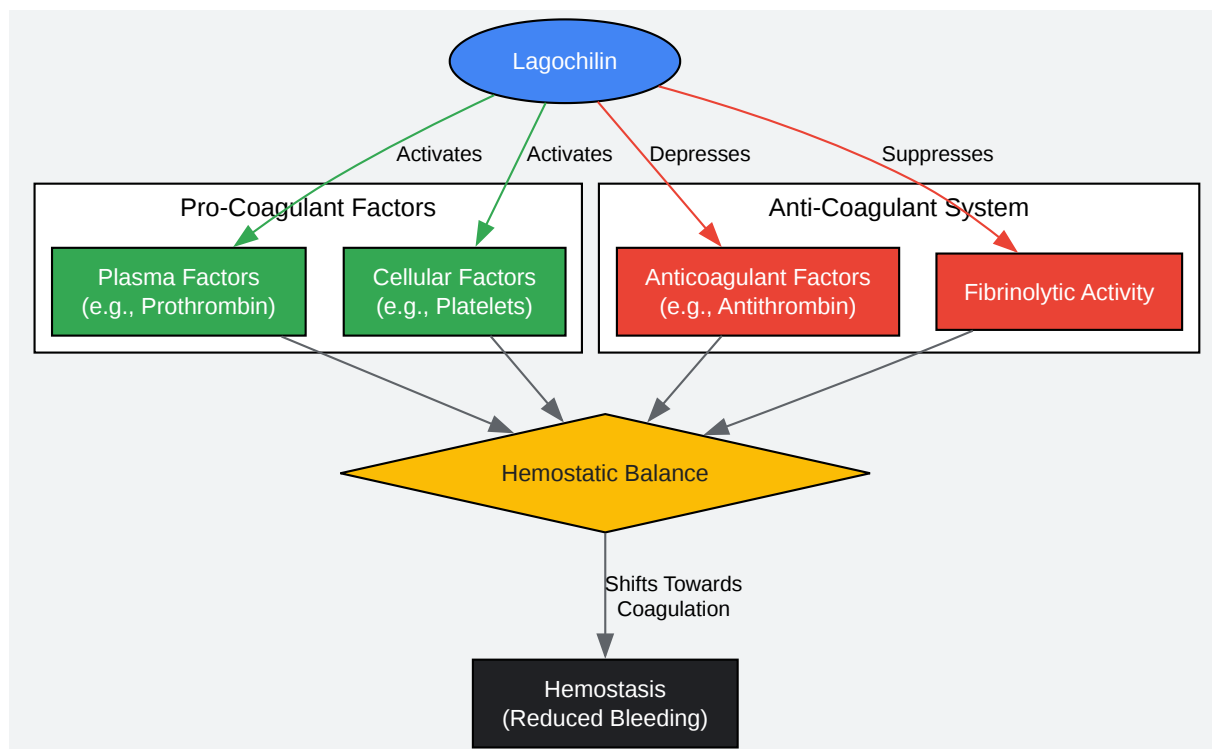 Lagochilin
Activates
Activates
Depresses
Suppresses
Pro-Coagulant Factors
Anti-Coagulant System
Plasma Factors
(e.g., Prothrombin)
Cellular Factors
(e.g., Platelets)
Anticoagulant Factors
(e.g., Antithrombin)
Fibrinolytic Activity
Hemostatic Balance
Shifts Towards
Coagulation
Hemostasis
(Reduced Bleeding)